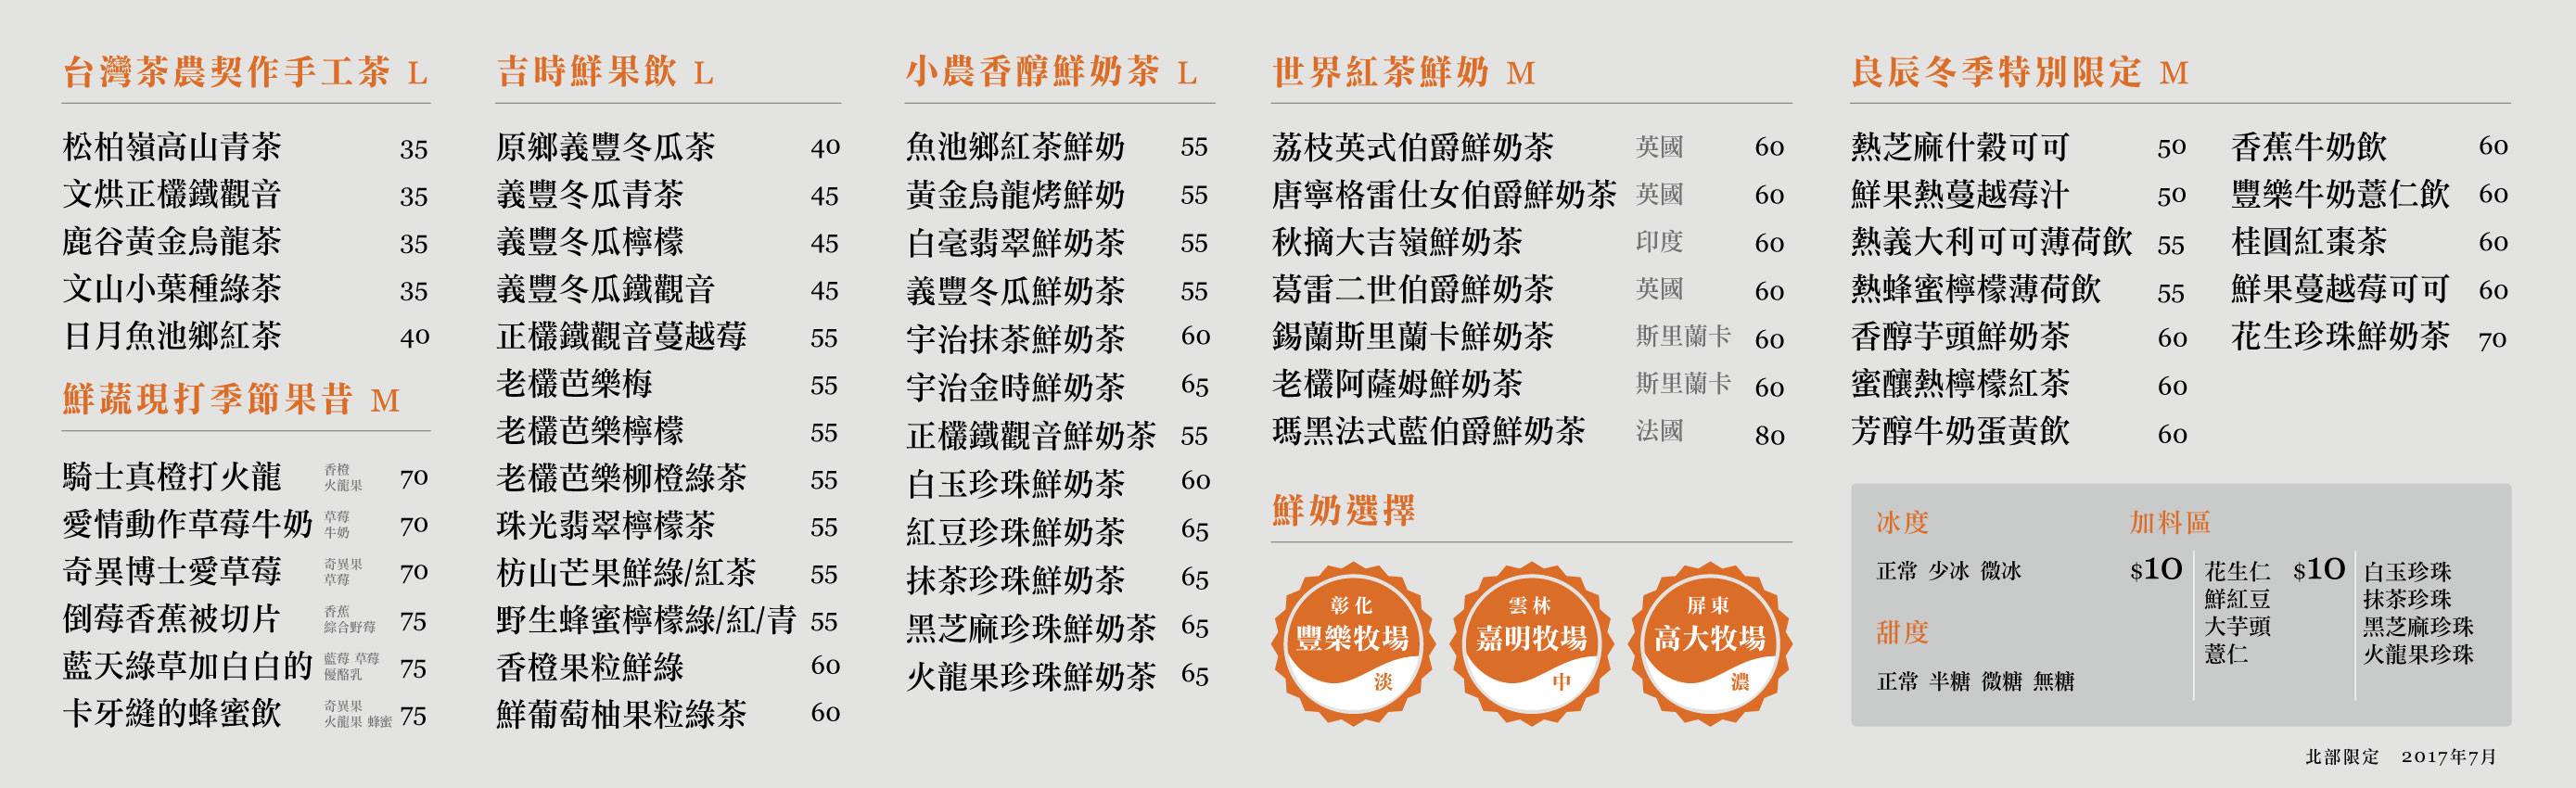 台灣茶農契作手工茶 L
松柏嶺高山青茶 35
文烘正欉鐵觀音 35
鹿谷黃金烏龍茶 35
文山小葉種綠茶 35
日月魚池鄉紅茶 40
鮮蔬現打季節果昔 M
騎士真橙打火龍 香橙 火龍果 70
愛情動作草莓牛奶 草莓 牛奶 70
奇異博士愛草莓 奇異果 草莓 70
倒莓香蕉被切片 香蕉 綜合野莓 75
藍天綠草加白白的 藍莓 草莓 優酪乳 75
卡牙縫的蜂蜜飲 奇異果 火龍果 蜂蜜 75
吉時鮮果飲 L
原鄉義豐冬瓜茶 40
義豐冬瓜青茶 45
義豐冬瓜檸檬 45
義豐冬瓜鐵觀音 45
正欉鐵觀音蔓越莓 55
老欉芭樂梅 55
老欉芭樂檸檬 55
老欉芭樂柳橙綠茶 55
珠光翡翠檸檬茶 55
枋山芒果鮮綠/紅茶 55
野生蜂蜜檸檬綠/紅/青 55
香橙果粒鮮綠 60
鮮葡萄柚果粒綠茶 60
小農香醇鮮奶茶 L
魚池鄉紅茶鮮奶 55
黃金烏龍烤鮮奶 55
白毫翡翠鮮奶茶 55
義豐冬瓜鮮奶茶 55
宇治抹茶鮮奶茶 60
宇治金時鮮奶茶 65
正欉鐵觀音鮮奶茶 55
白玉珍珠鮮奶茶 60
紅豆珍珠鮮奶茶 65
抹茶珍珠鮮奶茶 65
黑芝麻珍珠鮮奶茶 65
火龍果珍珠鮮奶茶 65
世界紅茶鮮奶 M
荔枝英式伯爵鮮奶茶 英國 60
唐寧格雷仕女伯爵鮮奶茶 英國 60
秋摘大吉嶺鮮奶茶 印度 60
葛雷二世伯爵鮮奶茶 英國 60
錫蘭斯里蘭卡鮮奶茶 斯里蘭卡 60
老欉阿薩姆鮮奶茶 斯里蘭卡 60
瑪黑法式藍伯爵鮮奶茶 法國 80
鮮奶選擇
彰化
豐樂牧場
淡
雲林
嘉明牧場
中
屏東
高大牧場
濃
良辰冬季特別限定 M
熱芝麻什穀可可 50
鮮果熱蔓越莓汁 50
熱義大利可可薄荷飲 55
熱蜂蜜檸檬薄荷飲 55
香醇芋頭鮮奶茶 60
蜜釀熱檸檬紅茶 60
芳醇牛奶蛋黃飲 60
香蕉牛奶飲 60
豐樂牛奶薏仁飲 60
桂圓紅棗茶 60
鮮果蔓越莓可可 60
花生珍珠鮮奶茶 70
冰度
正常 少冰 微冰
甜度
正常 半糖 微糖 無糖
加料區
$10
花生仁
鮮紅豆
大芋頭
薏仁
$10
白玉珍珠
抹茶珍珠
黑芝麻珍珠
火龍果珍珠
北部限定 2017年7月